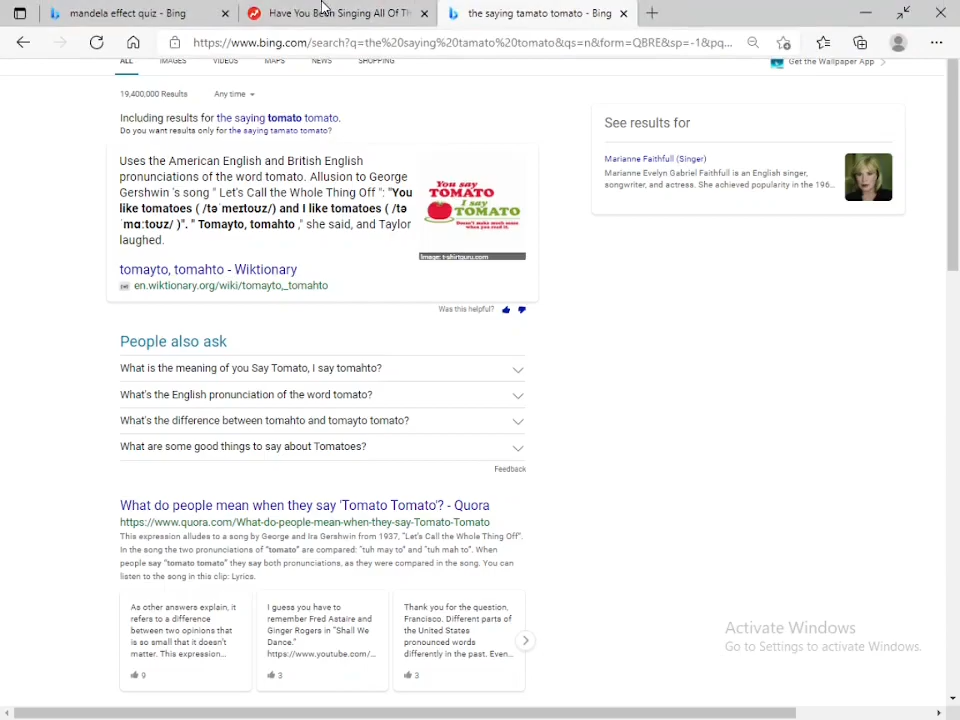 mandela effect quiz - Bing
Have You Been Singing All Of Th
the saying tamato tomato - Bing
https://www.bing.com/search?q=the%20saying%20tamato%20tomato&qs=n&form=QBRE&sp=-1&pq...
ALL IMAGES VIDEOS MAPS NEWS SHOPPING
Get the Wallpaper App
19,400,000 Results Any time
Including results for the saying tomato tomato.
Do you want results only for the saying tamato tomato?
Uses the American English and British English
pronunciations of the word tomato. Allusion to George
Gershwin 's song " Let's Call the Whole Thing Off ": "You
like tomatoes ( /təˈmeɪtoʊz/) and I like tomatoes ( /tə
ˈmɑːtoʊz/ )". " Tomayto, tomahto ," she said, and Taylor
laughed.
You say
TOMATO
I say
TOMATO
Doesn't make much sense
when you read it.
Image: t-shirtguru.com
tomayto, tomahto - Wiktionary
en.wiktionary.org/wiki/tomayto,_tomahto
Was this helpful?
See results for
Marianne Faithfull (Singer)
Marianne Evelyn Gabriel Faithfull is an English singer,
songwriter, and actress. She achieved popularity in the 196...
People also ask
What is the meaning of you Say Tomato, I say tomahto?
What's the English pronunciation of the word tomato?
What's the difference between tomahto and tomayto tomato?
What are some good things to say about Tomatoes?
Feedback
What do people mean when they say 'Tomato Tomato'? - Quora
https://www.quora.com/What-do-people-mean-when-they-say-Tomato-Tomato
This expression alludes to a song by George and Ira Gershwin from 1937, "Let's Call the Whole Thing Off".
In the song the two pronunciations of "tomato" are compared: "tuh may to" and "tuh mah to". When
people say "tomato tomato" they say both pronunciations, as they were compared in the song. You can
listen to the song in this clip: Lyrics.
As other answers explain, it
refers to a difference
between two opinions that
is so small that it doesn't
matter. This expression...
9
I guess you have to
remember Fred Astaire and
Ginger Rogers in "Shall We
Dance."
https://www.youtube.com/...
3
Thank you for the question,
Francisco. Different parts of
the United States
pronounced words
differently in the past. Even...
3
Activate Windows
Go to Settings to activate Windows.